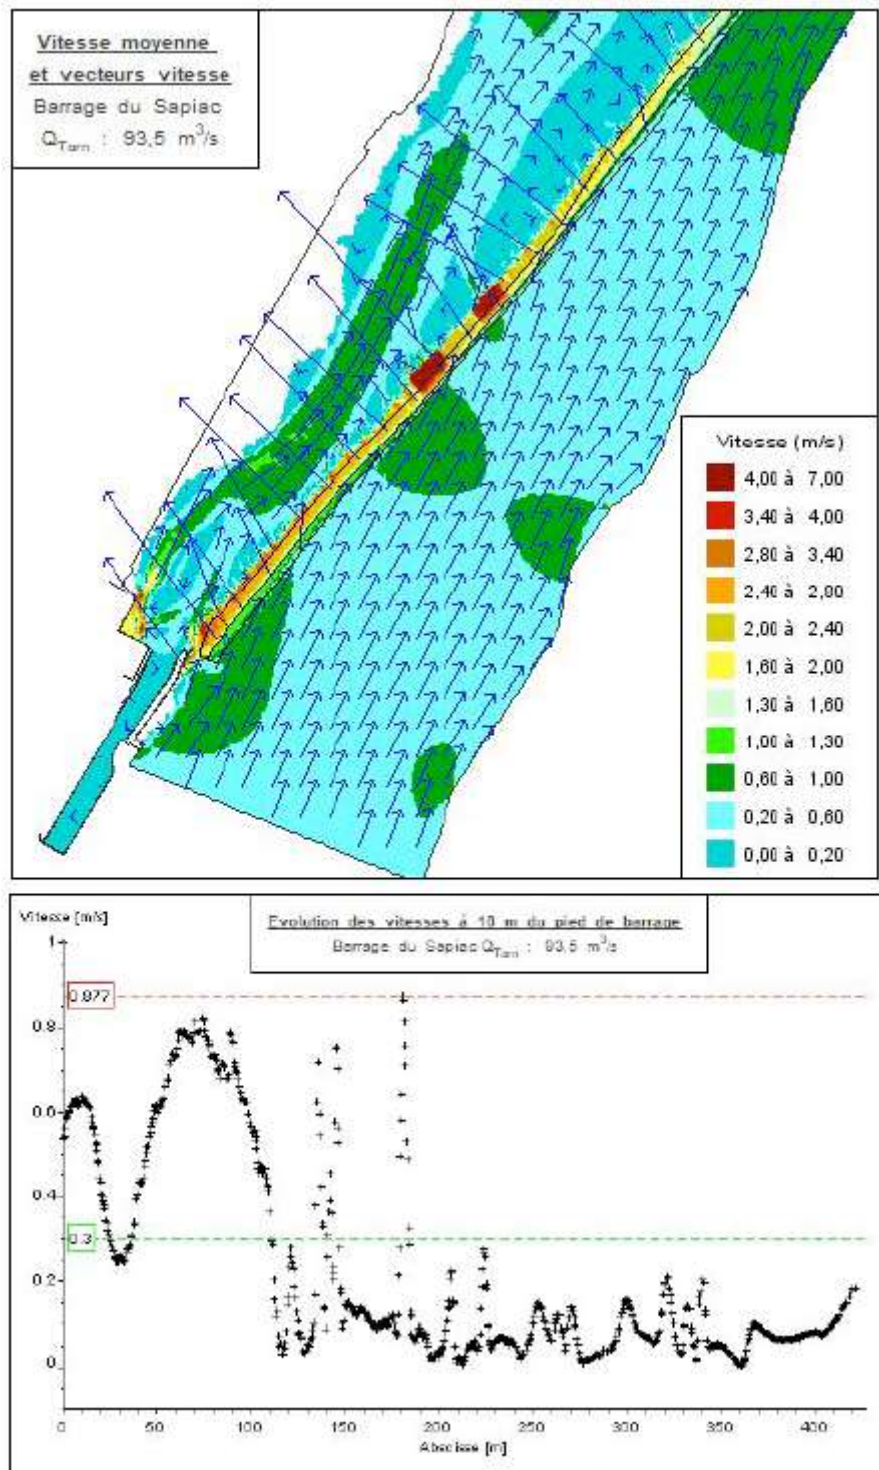 Vitesse moyenne
et vecteurs vitesse
Barrage du Sapiac
QTarn : 93,5 m³/s
Vitesse (m/s)
4,00 à 7,00
3,40 à 4,00
2,80 à 3,40
2,40 à 2,80
2,00 à 2,40
1,60 à 2,00
1,30 à 1,60
1,00 à 1,30
0,60 à 1,00
0,20 à 0,60
0,00 à 0,20
Vitesse [m/s]
Evolution des vitesses à 10 m du pied de barrage
Barrage du Sapiac QTarn : 93,5 m³/s
1
0.877
0.8
0.6
0.4
0.3
0.2
0
0 50 100 150 200 250 300 350 400
Abscisse [m]